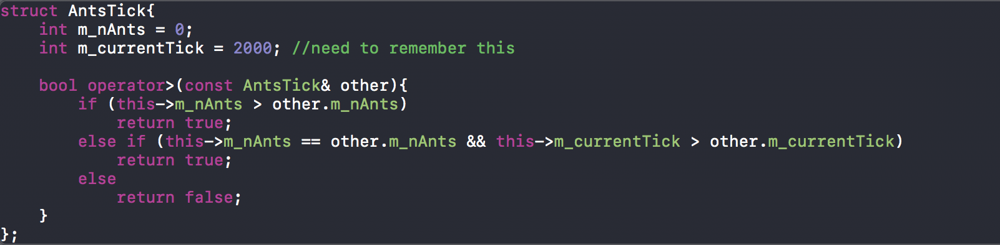 struct AntsTick{
    int m_nAnts = 0;
    int m_currentTick = 2000; //need to remember this

    bool operator>(const AntsTick& other){
        if (this->m_nAnts > other.m_nAnts)
            return true;
        else if (this->m_nAnts == other.m_nAnts && this->m_currentTick > other.m_currentTick)
            return true;
        else
            return false;
    }
};